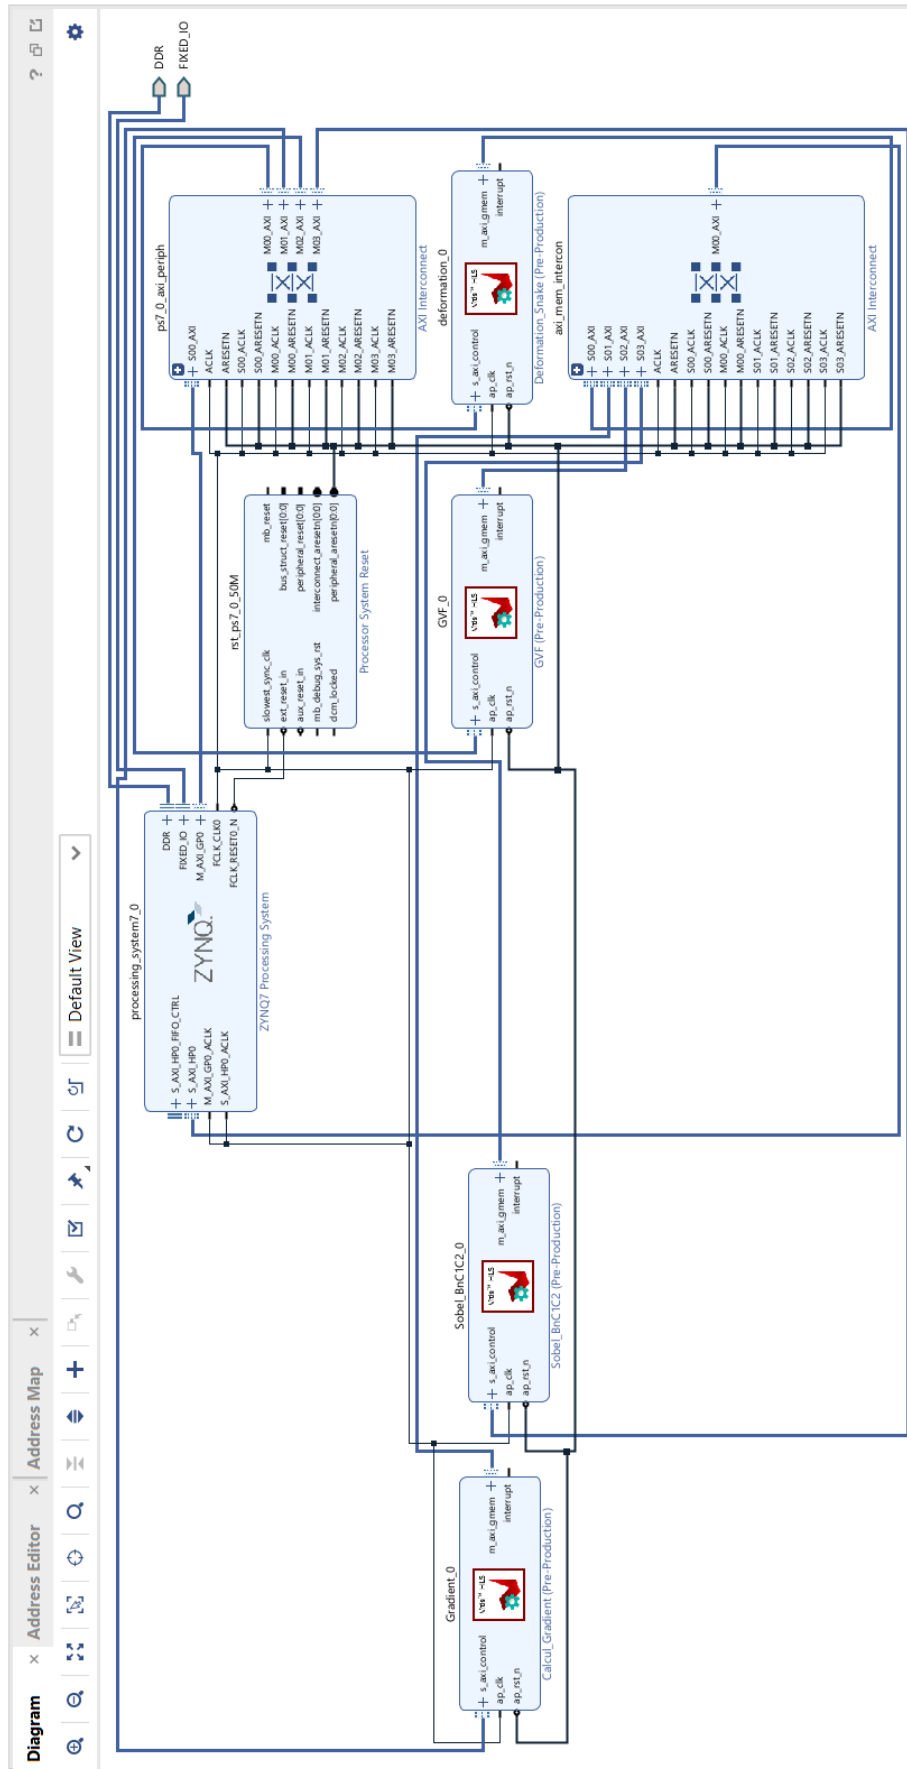 Diagram × Address Editor × Address Map ×
? 
Default View
DDR
FIXED_IO
processing_system7_0
S_AXI_HP0_FIFO_CTRL
S_AXI_HP0
M_AXI_GP0_ACLK
S_AXI_HP0_ACLK
ZYNQ
DDR
FIXED_IO
M_AXI_GP0
FCLK_CLK0
FCLK_RESET0_N
ZYNQ7 Processing System
rst_ps7_0_50M
slowest_sync_clk
ext_reset_in
aux_reset_in
mb_debug_sys_rst
dcm_locked
mb_reset
bus_struct_reset[0:0]
peripheral_reset[0:0]
interconnect_aresetn[0:0]
peripheral_aresetn[0:0]
Processor System Reset
ps7_0_axi_periph
S00_AXI
ACLK
ARESETN
S00_ACLK
S00_ARESETN
M00_ACLK
M00_ARESETN
M01_ACLK
M01_ARESETN
M02_ACLK
M02_ARESETN
M03_ACLK
M03_ARESETN
M00_AXI
M01_AXI
M02_AXI
M03_AXI
AXI Interconnect
Gradient_0
s_axi_control
ap_clk
ap_rst_n
m_axi_gmem
interrupt
Calcul_Gradient (Pre-Production)
Sobel_BnC1C2_0
s_axi_control
ap_clk
ap_rst_n
m_axi_gmem
interrupt
Sobel_BnC1C2 (Pre-Production)
GVF_0
s_axi_control
ap_clk
ap_rst_n
m_axi_gmem
interrupt
GVF (Pre-Production)
deformation_0
s_axi_control
ap_clk
ap_rst_n
m_axi_gmem
interrupt
Deformation_Snake (Pre-Production)
axi_mem_intercon
S00_AXI
S01_AXI
S02_AXI
S03_AXI
ACLK
ARESETN
S00_ACLK
S00_ARESETN
M00_ACLK
M00_ARESETN
S01_ACLK
S01_ARESETN
S02_ACLK
S02_ARESETN
S03_ACLK
S03_ARESETN
M00_AXI
AXI Interconnect